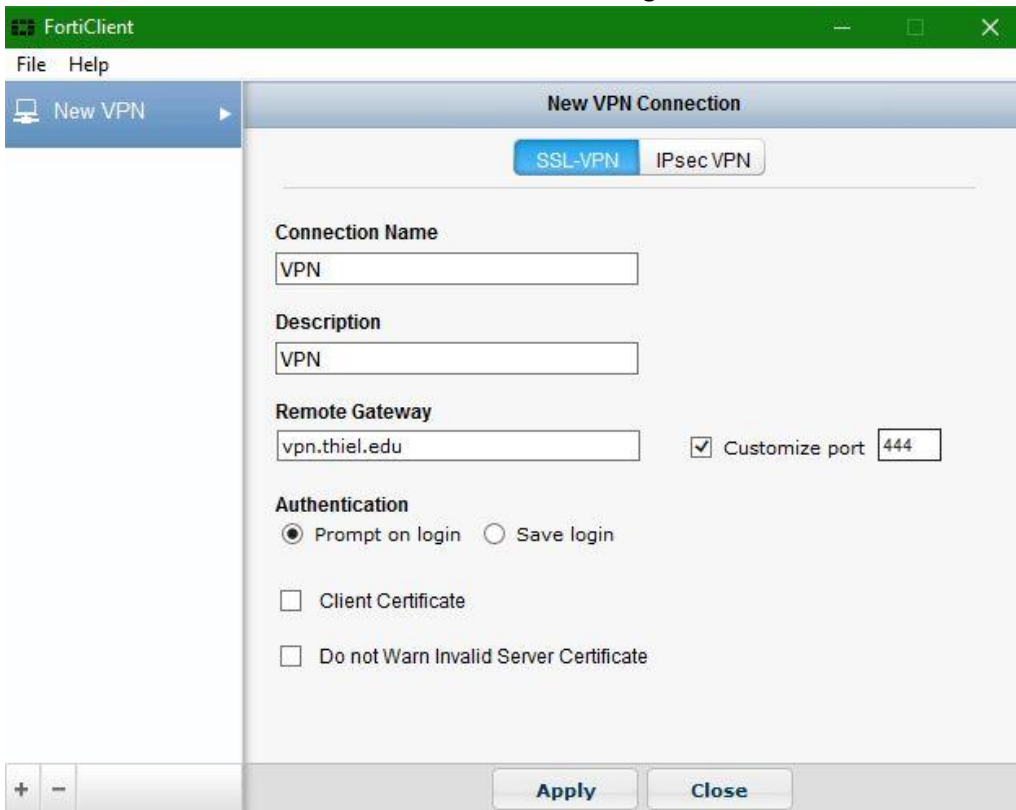 FortiClient
File Help
New VPN
New VPN Connection
SSL-VPN IPsec VPN
Connection Name
VPN
Description
VPN
Remote Gateway
vpn.thiel.edu Customize port 444
Authentication
Prompt on login Save login
Client Certificate
Do not Warn Invalid Server Certificate
+ - Apply Close